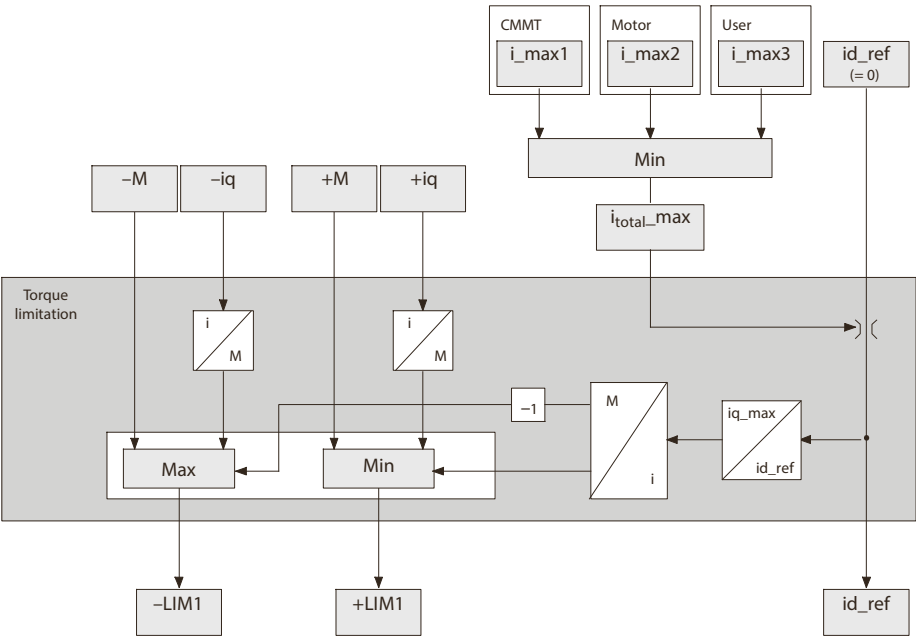 CMMT
Motor
User
i_max1
i_max2
i_max3
id_ref
(= 0)
Min
–M
–iq
+M
+iq
itotal_max
Torque
limitation
i
M
i
M
–1
M
i
iq_max
id_ref
Max
Min
–LIM1
+LIM1
id_ref